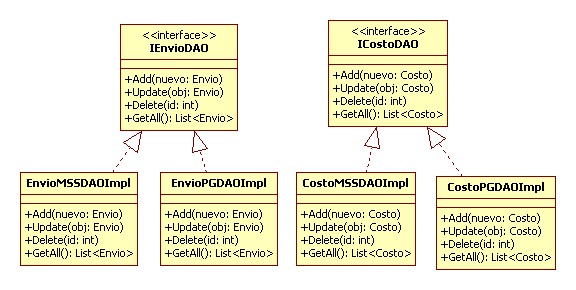 <<interface>>
IEnvioDAO
+Add(nuevo: Envio)
+Update(obj: Envio)
+Delete(id: int)
+GetAll(): List<Envio>
<<interface>>
ICostoDAO
+Add(nuevo: Costo)
+Update(obj: Costo)
+Delete(id: int)
+GetAll(): List<Costo>
EnvioMSSDAOImpl
+Add(nuevo: Envio)
+Update(obj: Envio)
+Delete(id: int)
+GetAll(): List<Envio>
EnvioPGDAOImpl
+Add(nuevo: Envio)
+Update(obj: Envio)
+Delete(id: int)
+GetAll(): List<Envio>
CostoMSSDAOImpl
+Add(nuevo: Costo)
+Update(obj: Costo)
+Delete(id: int)
+GetAll(): List<Costo>
CostoPGDAOImpl
+Add(nuevo: Costo)
+Update(obj: Costo)
+Delete(id: int)
+GetAll(): List<Costo>